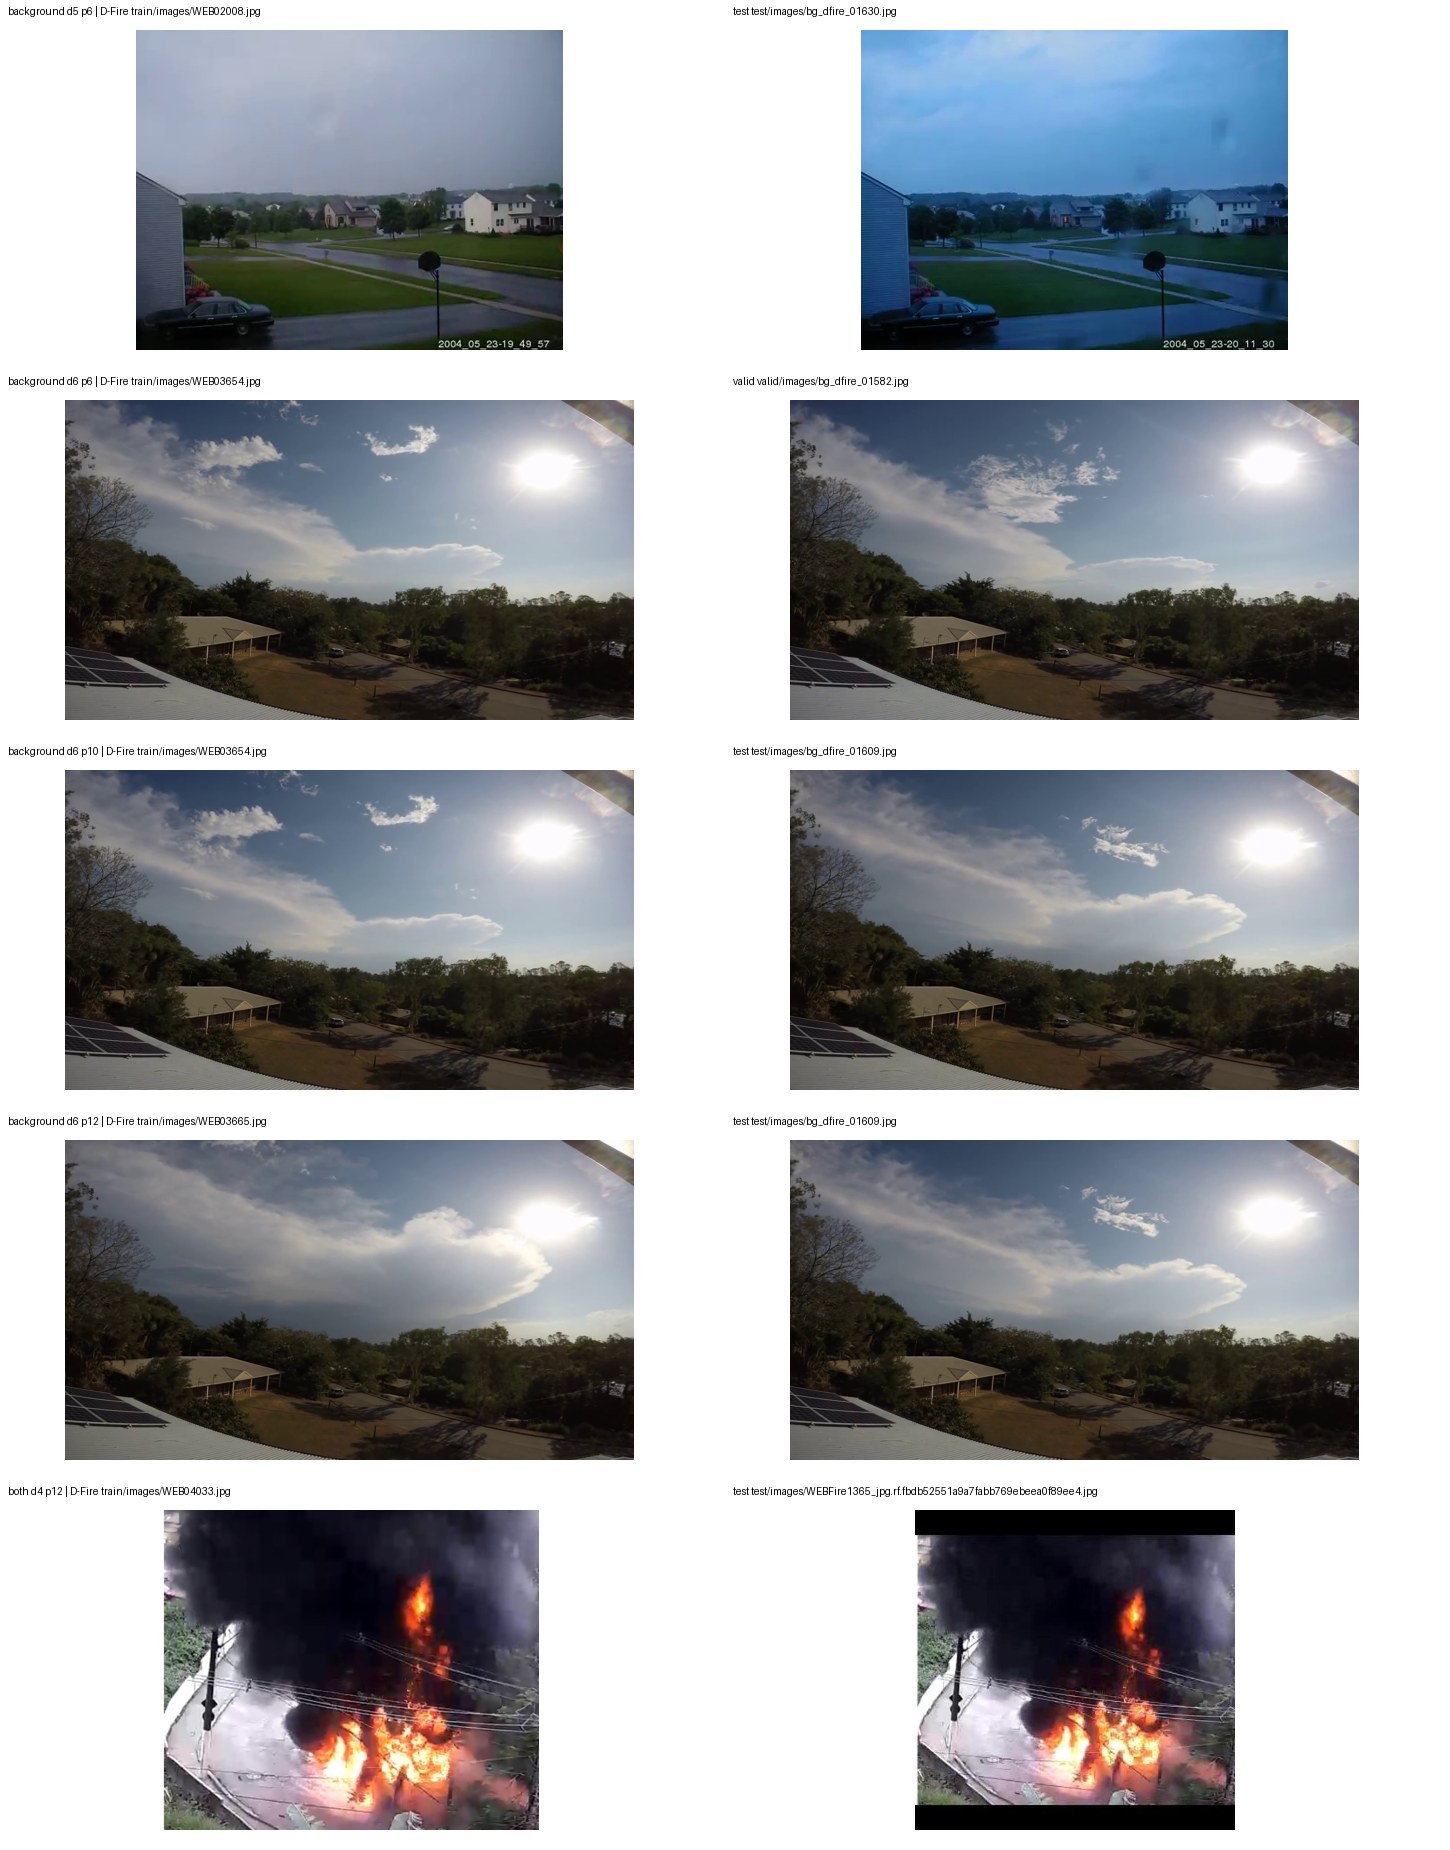 background d5 p6 | D-Fire train/images/WEB02008.jpg
test test/images/bg_dfire_01630.jpg
2004_05_23-19_49_57
2004_05_23-20_11_30
background d6 p6 | D-Fire train/images/WEB03654.jpg
valid valid/images/bg_dfire_01582.jpg
background d6 p10 | D-Fire train/images/WEB03654.jpg
test test/images/bg_dfire_01609.jpg
background d6 p12 | D-Fire train/images/WEB03665.jpg
test test/images/bg_dfire_01609.jpg
both d4 p12 | D-Fire train/images/WEB04033.jpg
test test/images/WEBFire1365_jpg.rf.fbdb52551a9a7fabb769ebeea0f89ee4.jpg